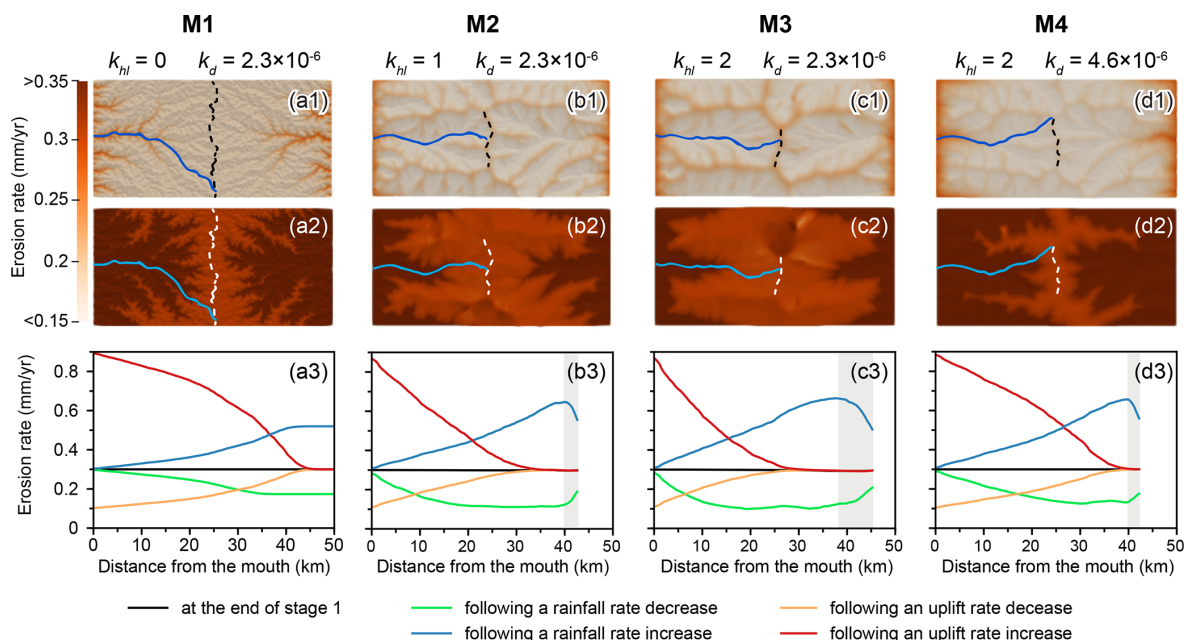 M1 M2 M3 M4
k_hl = 0 k_d = 2.3×10⁻⁶ k_hl = 1 k_d = 2.3×10⁻⁶ k_hl = 2 k_d = 2.3×10⁻⁶ k_hl = 2 k_d = 4.6×10⁻⁶
>0.35
0.3
0.25
0.2
<0.15
Erosion rate (mm/yr)
(a1) (b1) (c1) (d1)
(a2) (b2) (c2) (d2)
(a3) (b3) (c3) (d3)
Erosion rate (mm/yr)
0.8
0.6
0.4
0.2
0
0 10 20 30 40 50 0 10 20 30 40 50 0 10 20 30 40 50 0 10 20 30 40 50
Distance from the mouth (km) Distance from the mouth (km) Distance from the mouth (km) Distance from the mouth (km)
at the end of stage 1 following a rainfall rate decrease following an uplift rate decease
following a rainfall rate increase following an uplift rate increase